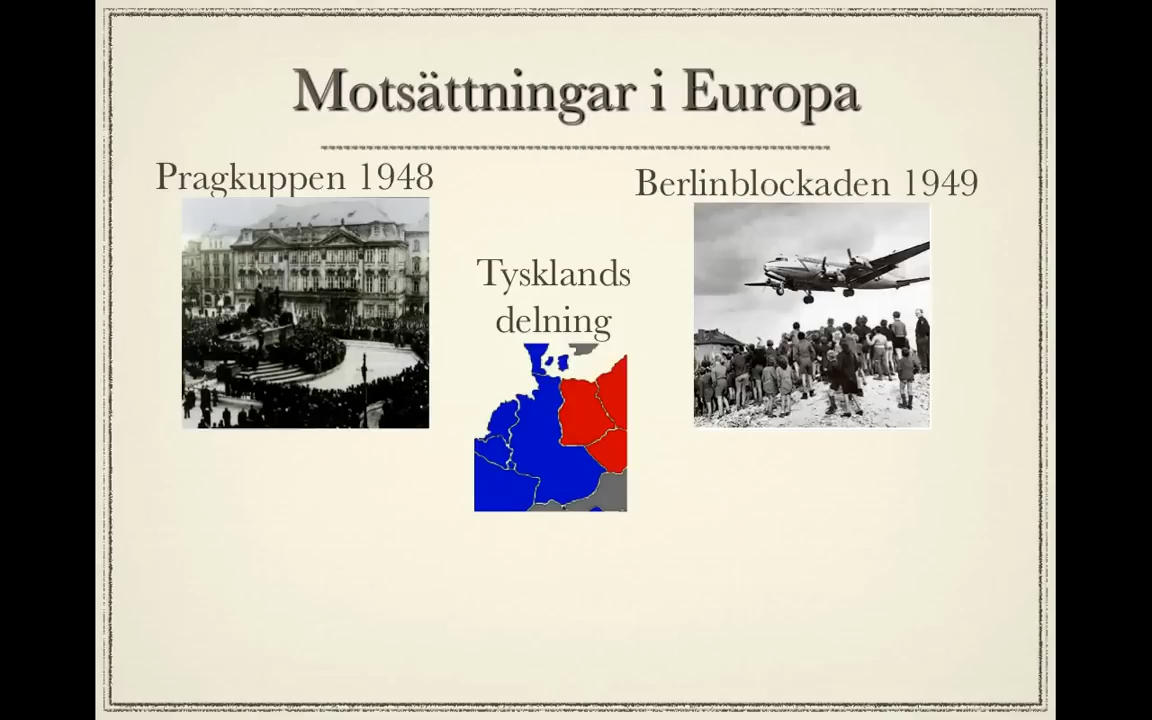 Motsättningar i Europa
Pragkuppen 1948
Berlinblockaden 1949
Tysklands
delning